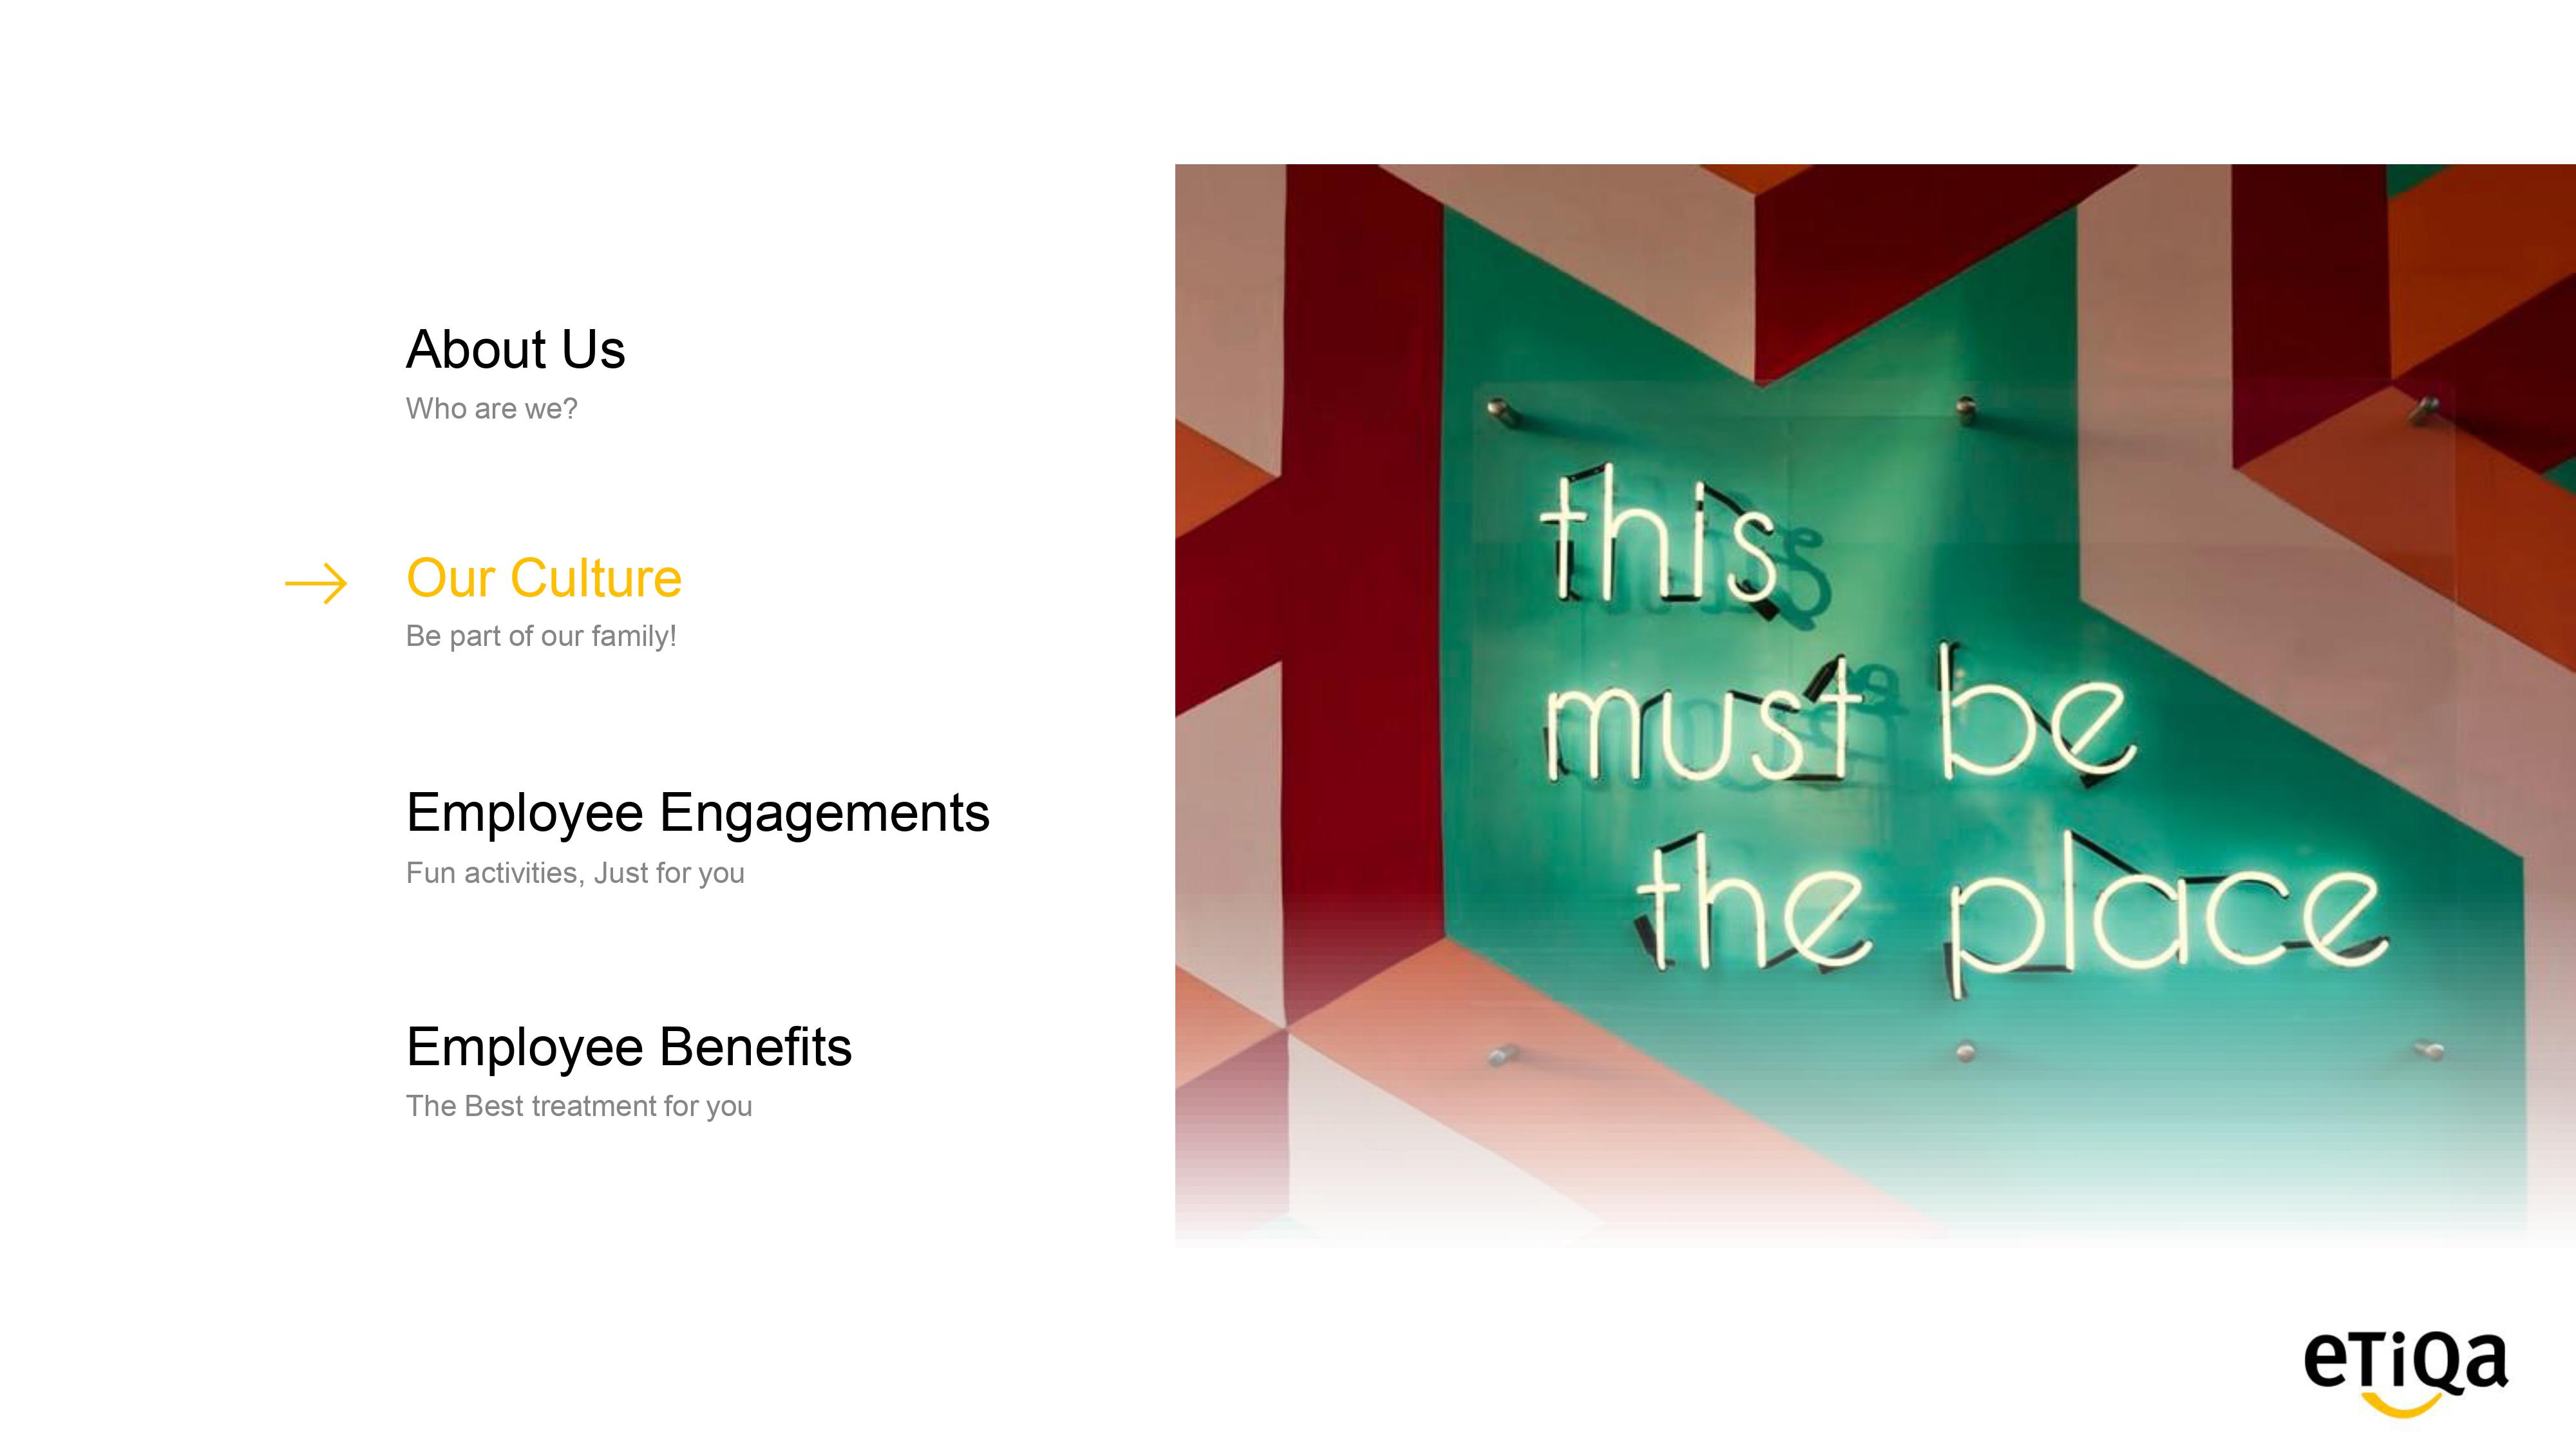 About Us
Who are we?
Our Culture
Be part of our family!
Employee Engagements
Fun activities, Just for you
Employee Benefits
The Best treatment for you
this
must be
the place
eTiQa